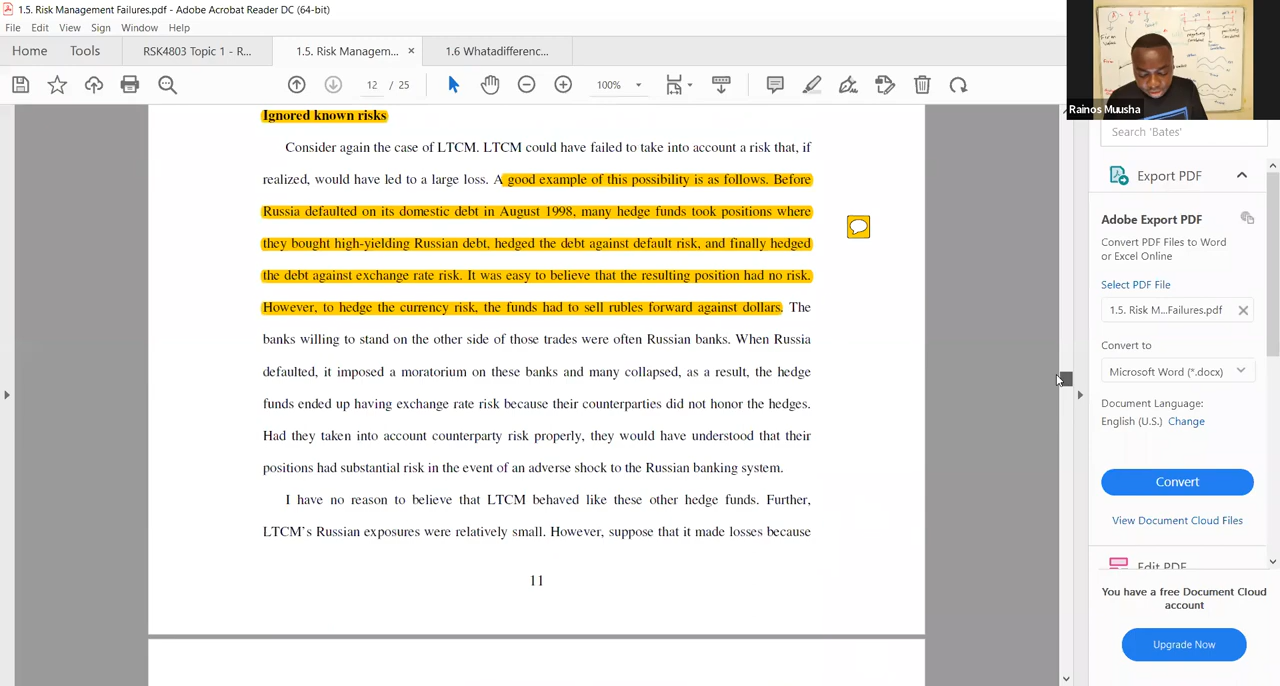 1.5. Risk Management Failures.pdf - Adobe Acrobat Reader DC (64-bit)
File Edit View Sign Window Help
Home Tools RSK4803 Topic 1 - R... 1.5. Risk Managem... × 1.6 Whatadifferenc...
12 / 25 100%
Rainos Muusha
Ignored known risks
Consider again the case of LTCM. LTCM could have failed to take into account a risk that, if
realized, would have led to a large loss. A good example of this possibility is as follows. Before
Russia defaulted on its domestic debt in August 1998, many hedge funds took positions where
they bought high-yielding Russian debt, hedged the debt against default risk, and finally hedged
the debt against exchange rate risk. It was easy to believe that the resulting position had no risk.
However, to hedge the currency risk, the funds had to sell rubles forward against dollars. The
banks willing to stand on the other side of those trades were often Russian banks. When Russia
defaulted, it imposed a moratorium on these banks and many collapsed, as a result, the hedge
funds ended up having exchange rate risk because their counterparties did not honor the hedges.
Had they taken into account counterparty risk properly, they would have understood that their
positions had substantial risk in the event of an adverse shock to the Russian banking system.
I have no reason to believe that LTCM behaved like these other hedge funds. Further,
LTCM's Russian exposures were relatively small. However, suppose that it made losses because
11
Search 'Bates'
Export PDF
Adobe Export PDF
Convert PDF Files to Word
or Excel Online
Select PDF File
1.5. Risk M...Failures.pdf
Convert to
Microsoft Word (*.docx)
Document Language:
English (U.S.) Change
Convert
View Document Cloud Files
Edit PDF
You have a free Document Cloud
account
Upgrade Now